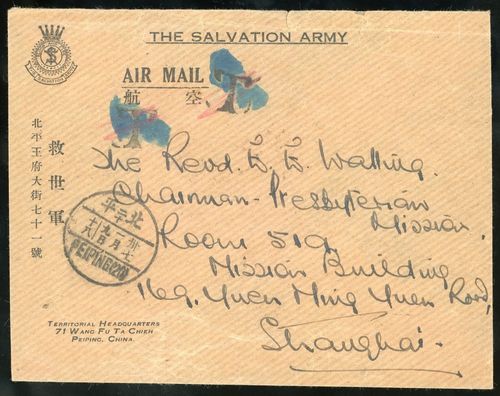 THE SALVATION ARMY
AIR MAIL
航 空
T
T
救世軍
北平王府大街七十一號
The Revd. E. E. Walline.
Chairman - Presbyterian
Mission,
Room 519.
Mission Building
169. Yuen Ming Yuen Road,
Shanghai.
平 北
PEIPING
TERRITORIAL HEADQUARTERS
71 WANG FU TA CHIEH
PEIPING, CHINA.